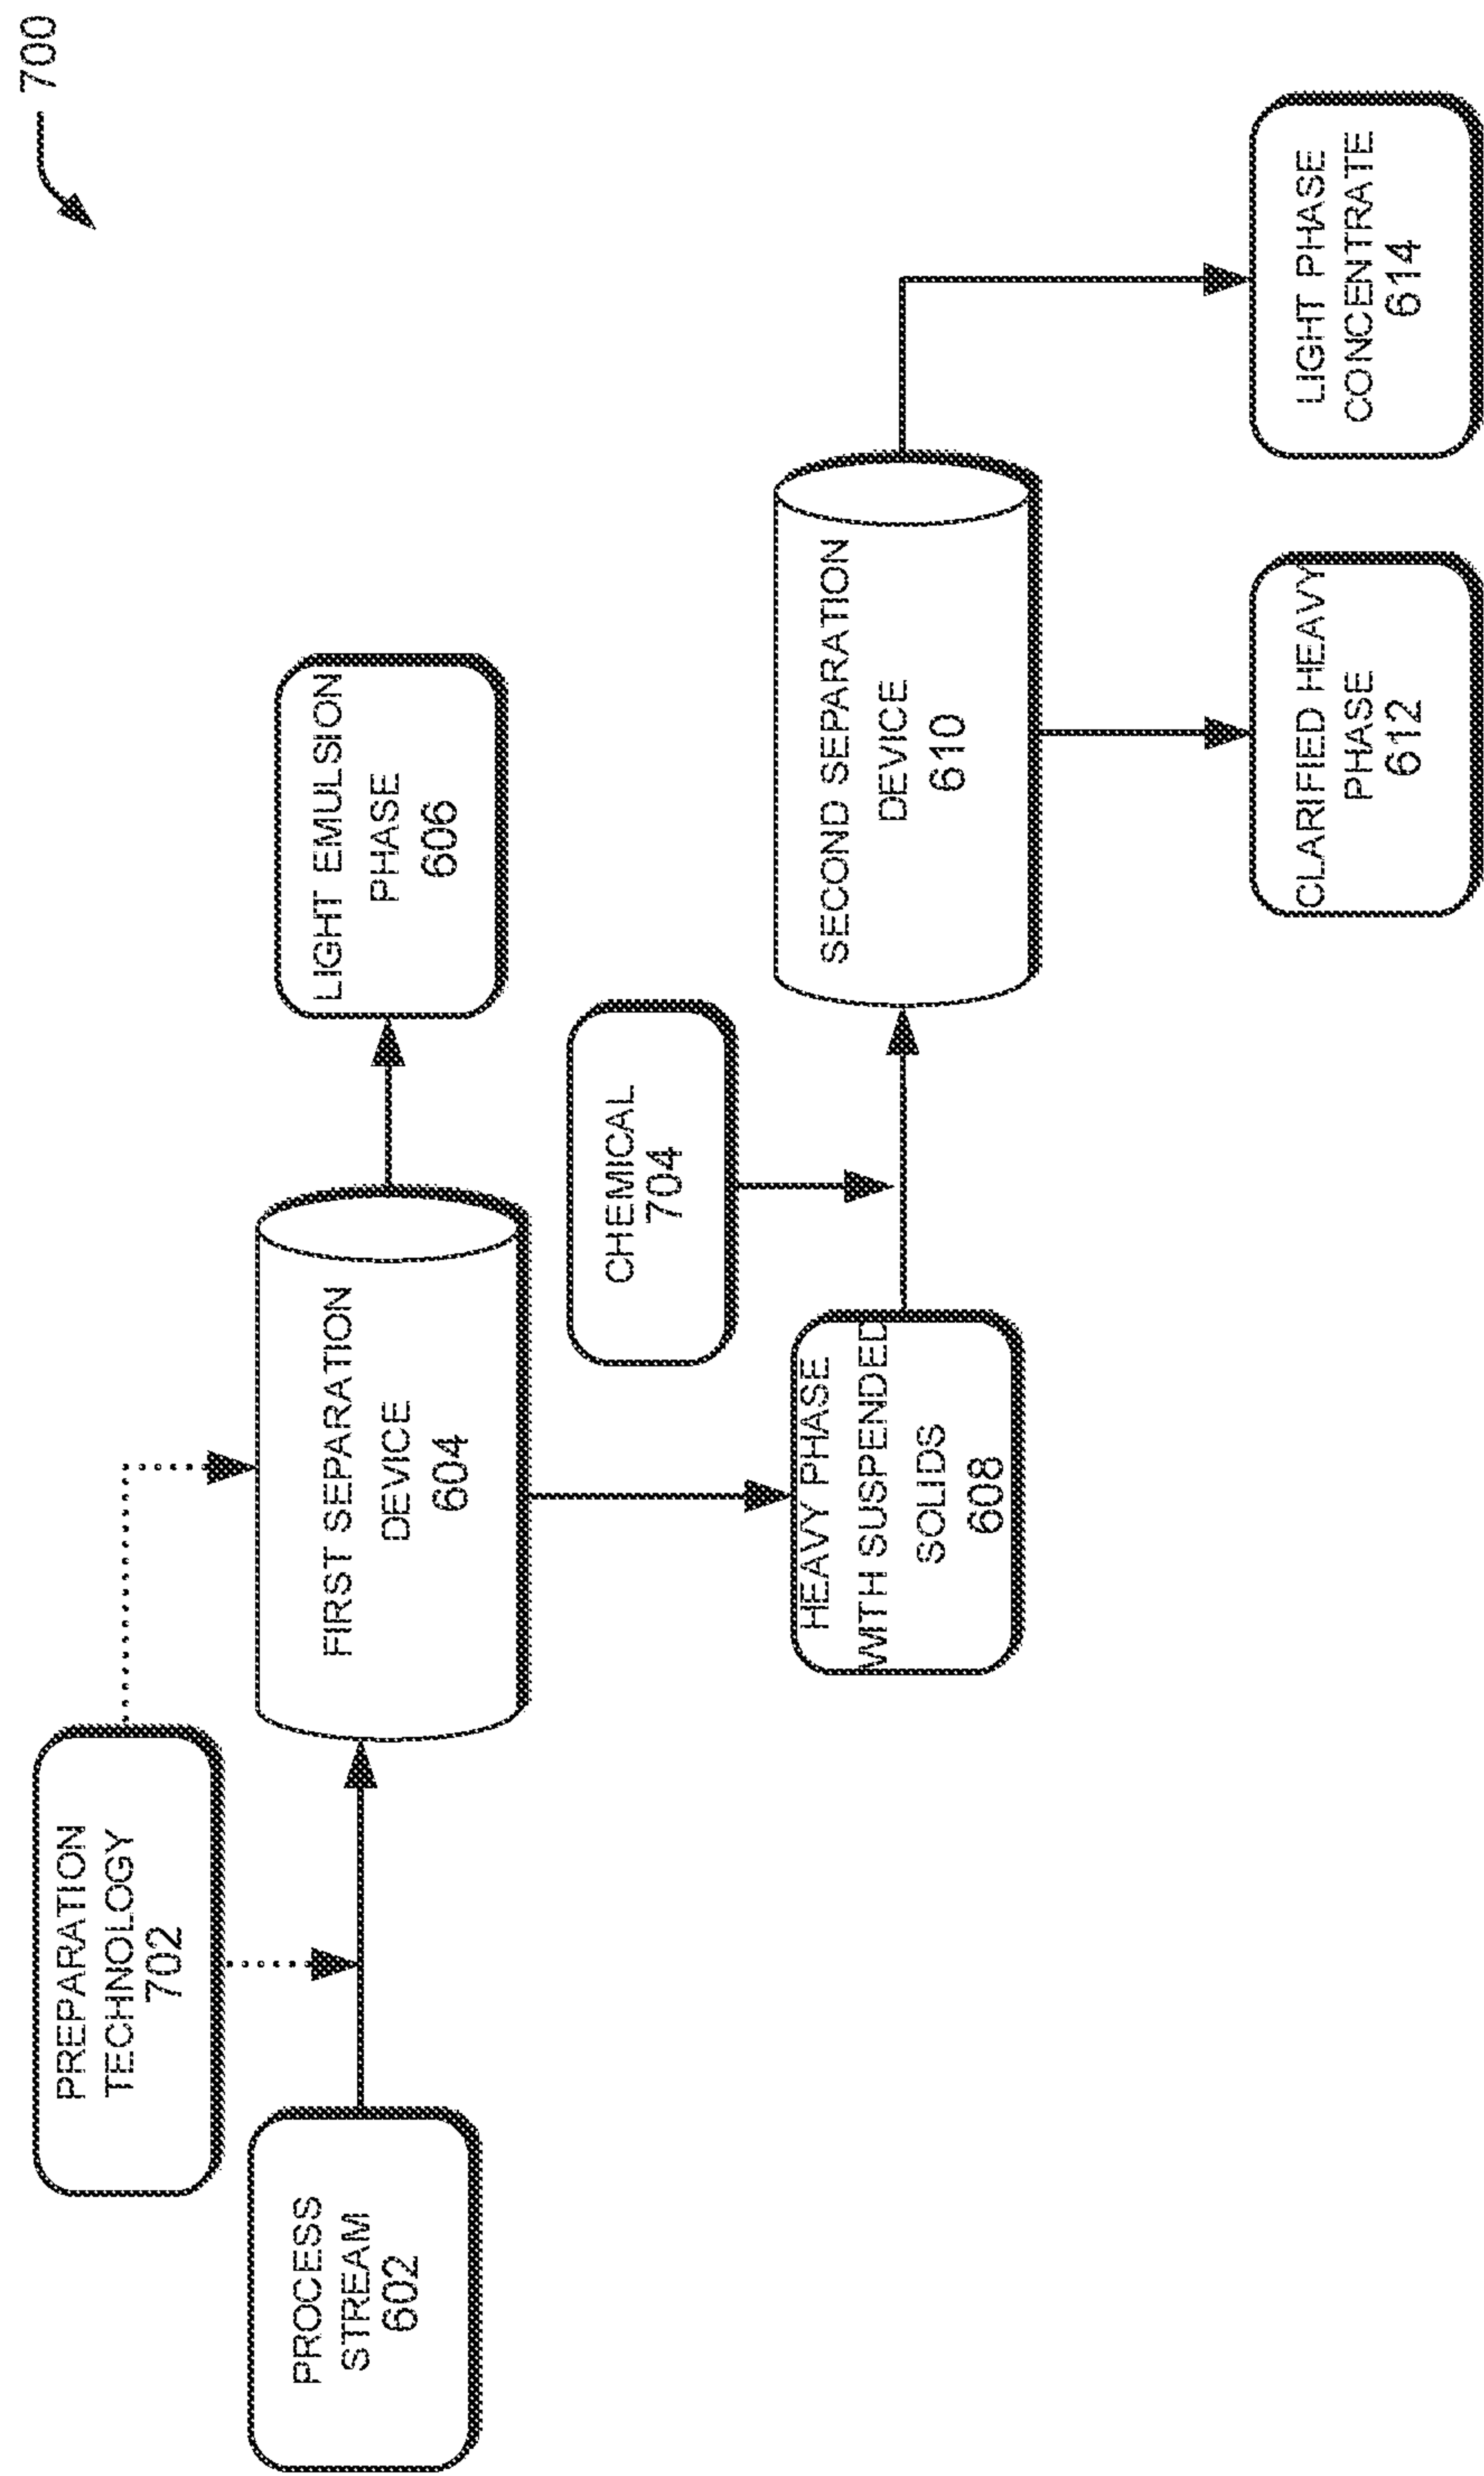 700
PREPARATION
TECHNOLOGY
702
PROCESS
STREAM
602
FIRST SEPARATION
DEVICE
604
LIGHT EMULSION
PHASE
606
CHEMICAL
704
HEAVY PHASE
WITH SUSPENDED
SOLIDS
608
SECOND SEPARATION
DEVICE
610
CLARIFIED HEAVY
PHASE
612
LIGHT PHASE
CONCENTRATE
614